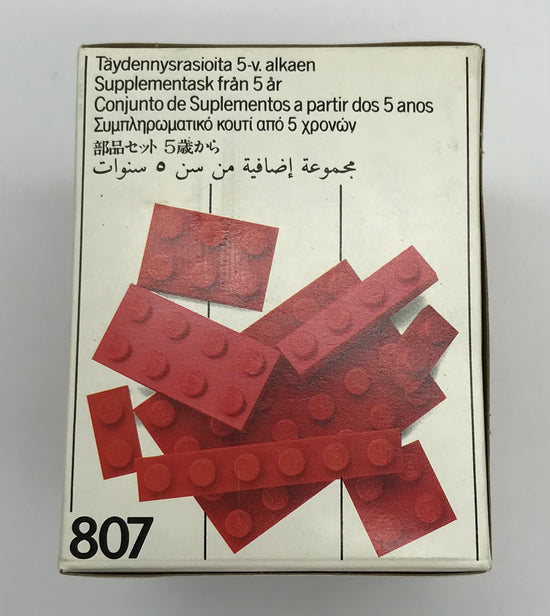 Täydennysrasioita 5-v. alkaen
Supplementask från 5 år
Conjunto de Suplementos a partir dos 5 anos
Συμπληρωματικό κουτί από 5 χρονών
部品セット 5歳から
مجموعة إضافية من سن ٥ سنوات
807